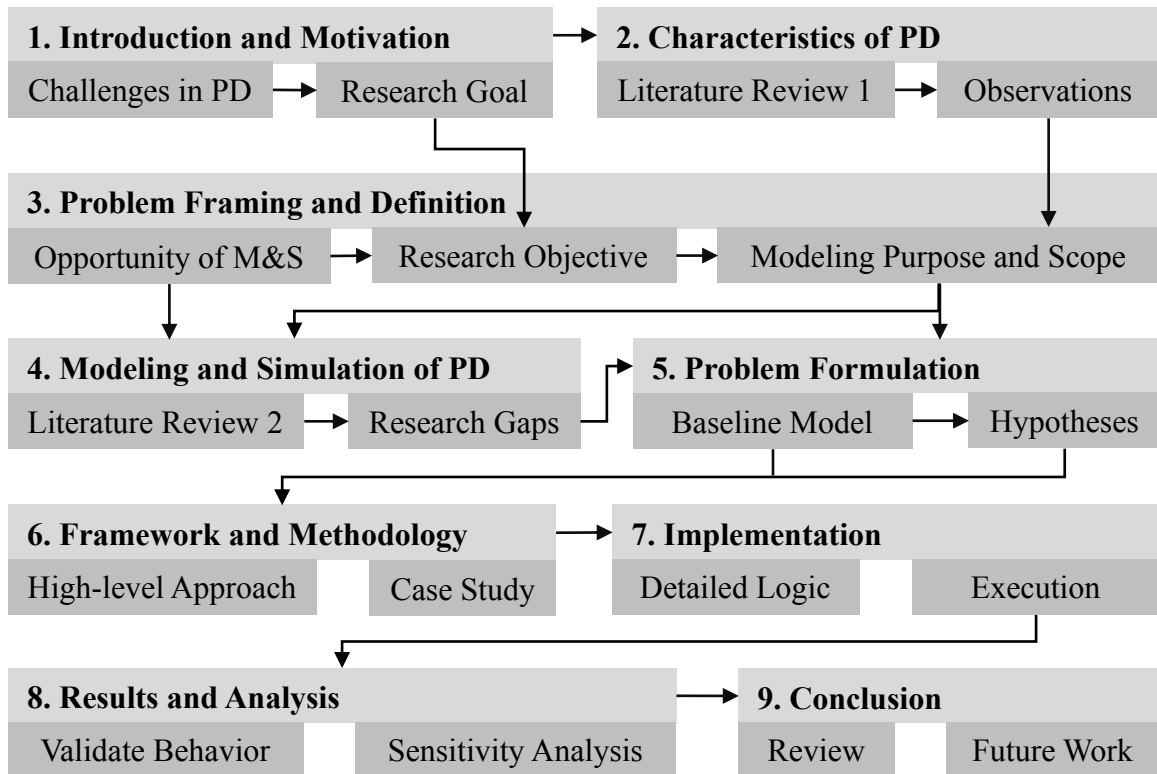 1. Introduction and Motivation
2. Characteristics of PD
Challenges in PD
Research Goal
Literature Review 1
Observations
3. Problem Framing and Definition
Opportunity of M&S
Research Objective
Modeling Purpose and Scope
4. Modeling and Simulation of PD
5. Problem Formulation
Literature Review 2
Research Gaps
Baseline Model
Hypotheses
6. Framework and Methodology
7. Implementation
High-level Approach
Case Study
Detailed Logic
Execution
8. Results and Analysis
9. Conclusion
Validate Behavior
Sensitivity Analysis
Review
Future Work